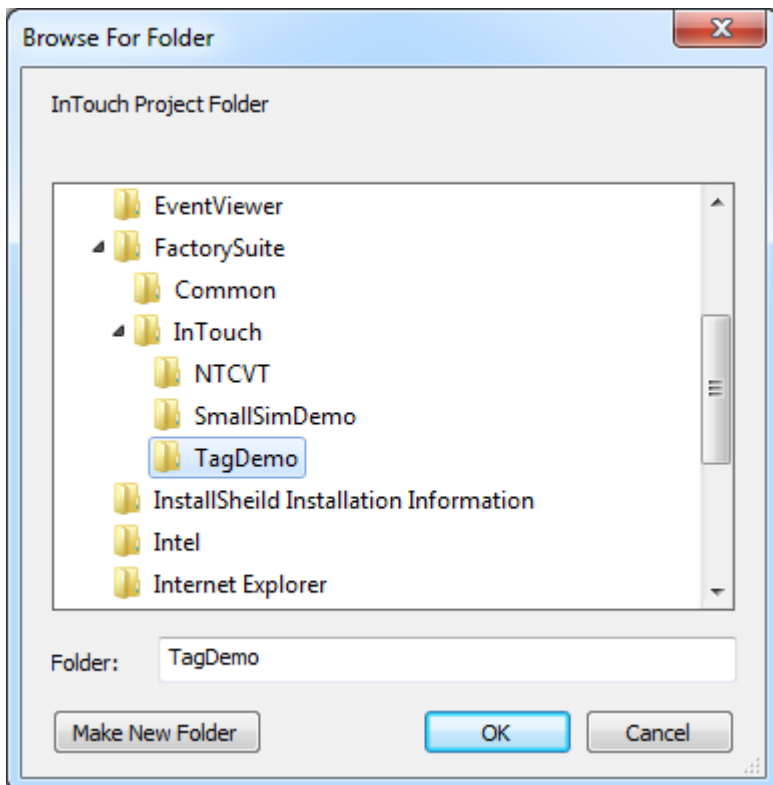 Browse For Folder
InTouch Project Folder
EventViewer
FactorySuite
Common
InTouch
NTCVT
SmallSimDemo
TagDemo
InstallSheild Installation Information
Intel
Internet Explorer
Folder: TagDemo
Make New Folder OK Cancel